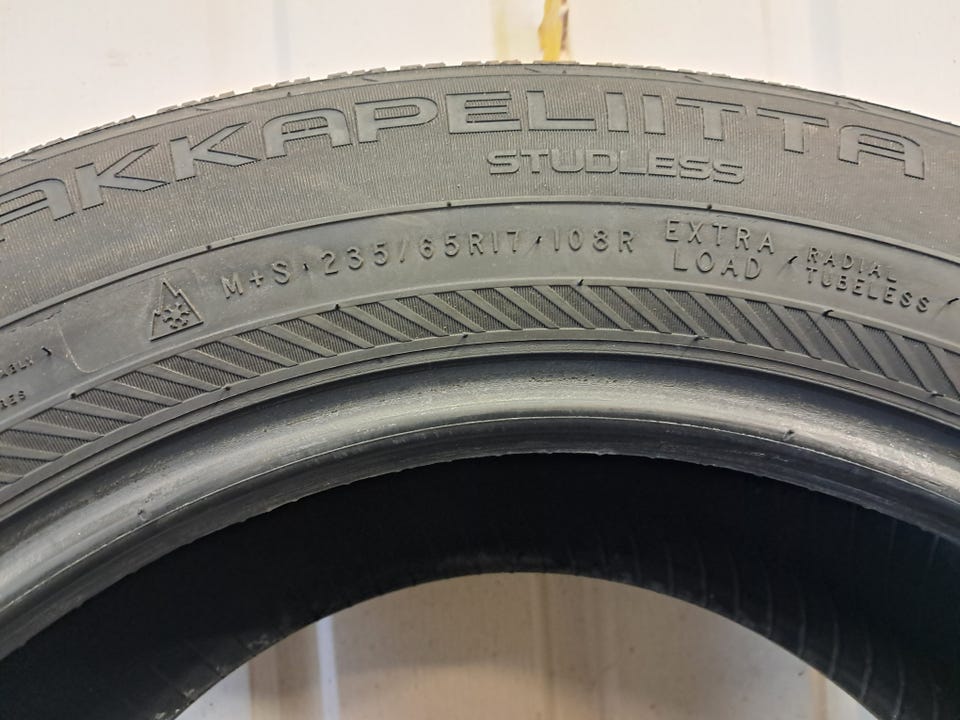 AKKAPELIITTA
STUDLESS
M+S 235/65R17 108R EXTRA LOAD RADIAL TUBELESS